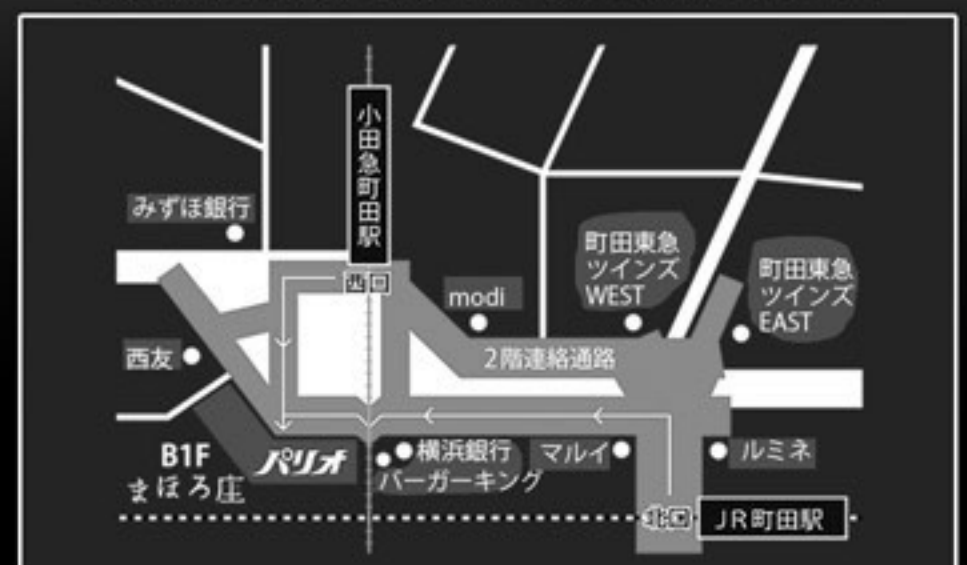 小田急町田駅
みずほ銀行
西口
町田東急
ツインズ
WEST
町田東急
ツインズ
EAST
modi
西友
2階連絡通路
B1F
まほろ座
パリオ
横浜銀行
バーガーキング
マルイ
ルミネ
北口
JR町田駅